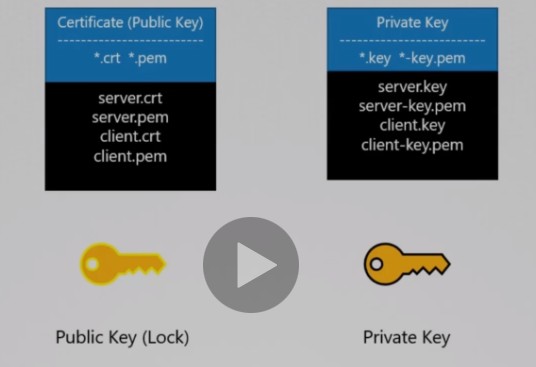 Certificate (Public Key)
------------------------------
*.crt *.pem
server.crt
server.pem
client.crt
client.pem
Private Key
------------------------------
*.key *-key.pem
server.key
server-key.pem
client.key
client-key.pem
Public Key (Lock)
Private Key